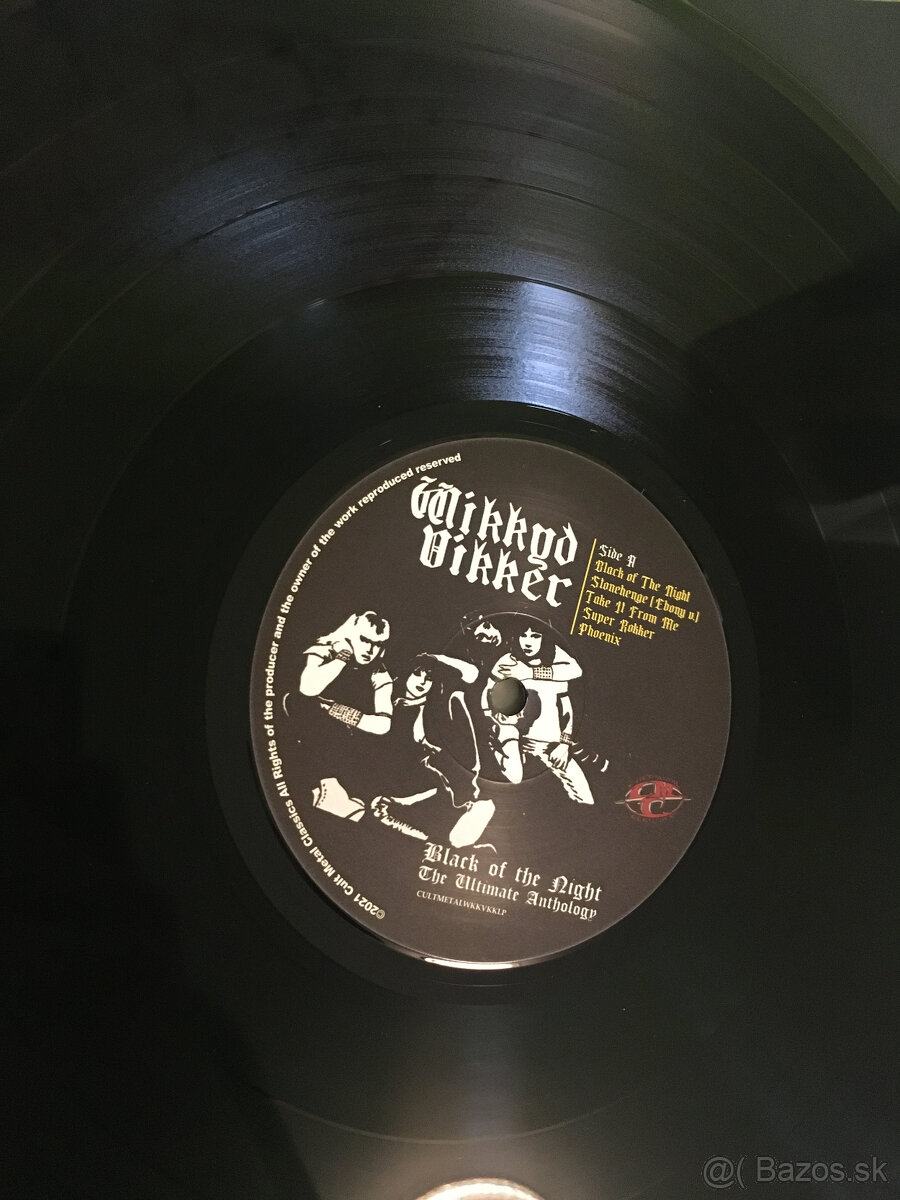 Wikkyd
Vikker
Side A
Black of The Night
Stonehenge (Ebony v.)
Take It From Me
Super Rokker
Phoenix
CMC
Black of the Night
The Ultimate Anthology
CULTMETALWKKVKKLP
©2021 Cult Metal Classics All Rights of the producer and the owner of the work reproduced reserved
@( Bazos.sk